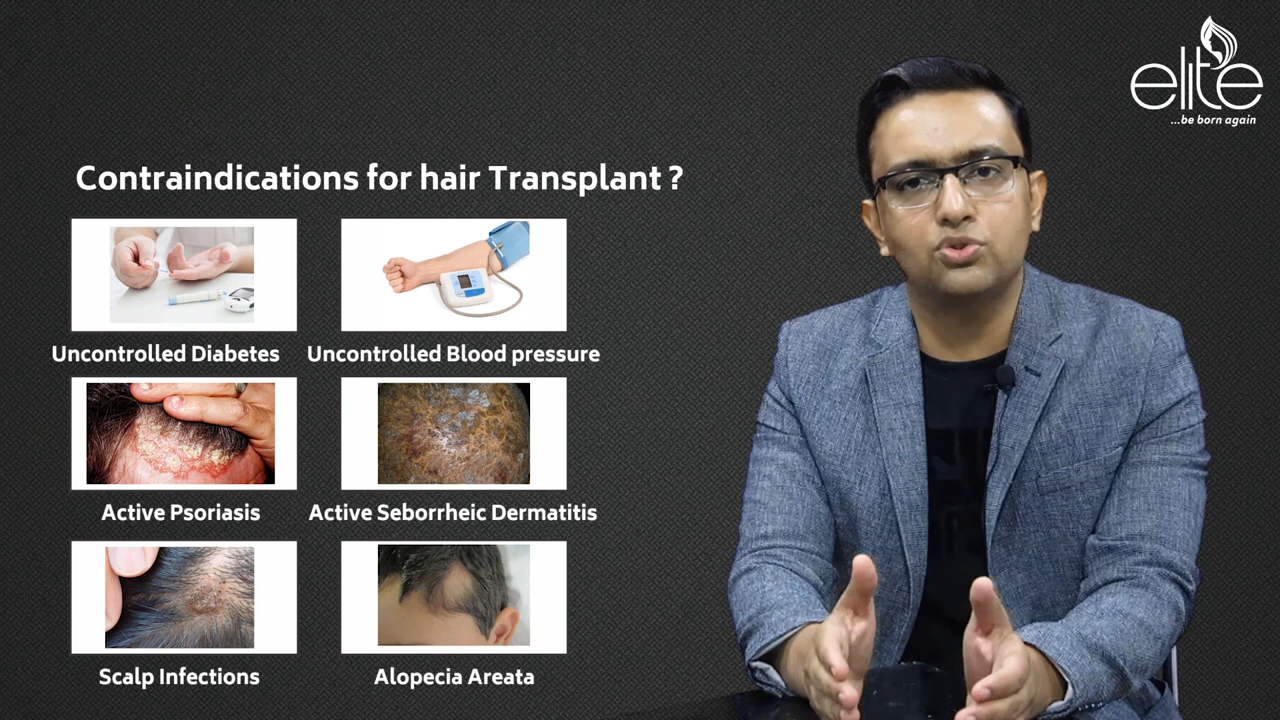 elite
...be born again
Contraindications for hair Transplant ?
Uncontrolled Diabetes
Uncontrolled Blood pressure
Active Psoriasis
Active Seborrheic Dermatitis
Scalp Infections
Alopecia Areata